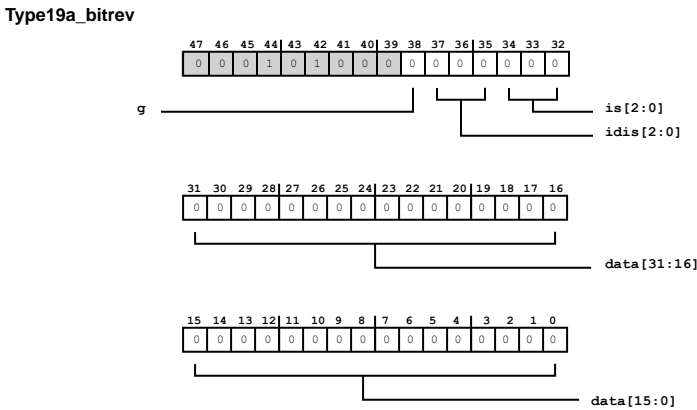 Type19a_bitrev
47 46 45 44 43 42 41 40 39 38 37 36 35 34 33 32
0 0 0 1 0 1 0 0 0 0 0 0 0 0 0 0
g
is[2:0]
idis[2:0]
31 30 29 28 27 26 25 24 23 22 21 20 19 18 17 16
0 0 0 0 0 0 0 0 0 0 0 0 0 0 0 0
data[31:16]
15 14 13 12 11 10 9 8 7 6 5 4 3 2 1 0
0 0 0 0 0 0 0 0 0 0 0 0 0 0 0 0
data[15:0]